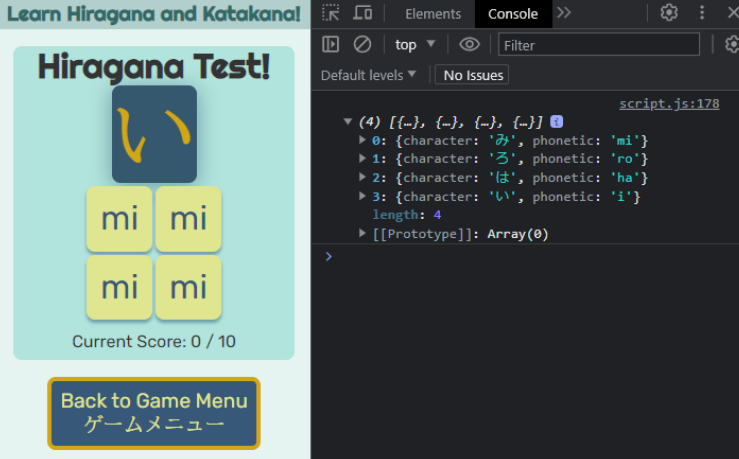 Learn Hiragana and Katakana!
Hiragana Test!
い
mi mi
mi mi
Current Score: 0 / 10
Back to Game Menu
ゲームメニュー
Elements Console
top Filter
Default levels No Issues
script.js:178
(4) [{…}, {…}, {…}, {…}] i
0: {character: 'み', phonetic: 'mi'}
1: {character: 'ろ', phonetic: 'ro'}
2: {character: 'は', phonetic: 'ha'}
3: {character: 'い', phonetic: 'i'}
length: 4
[[Prototype]]: Array(0)